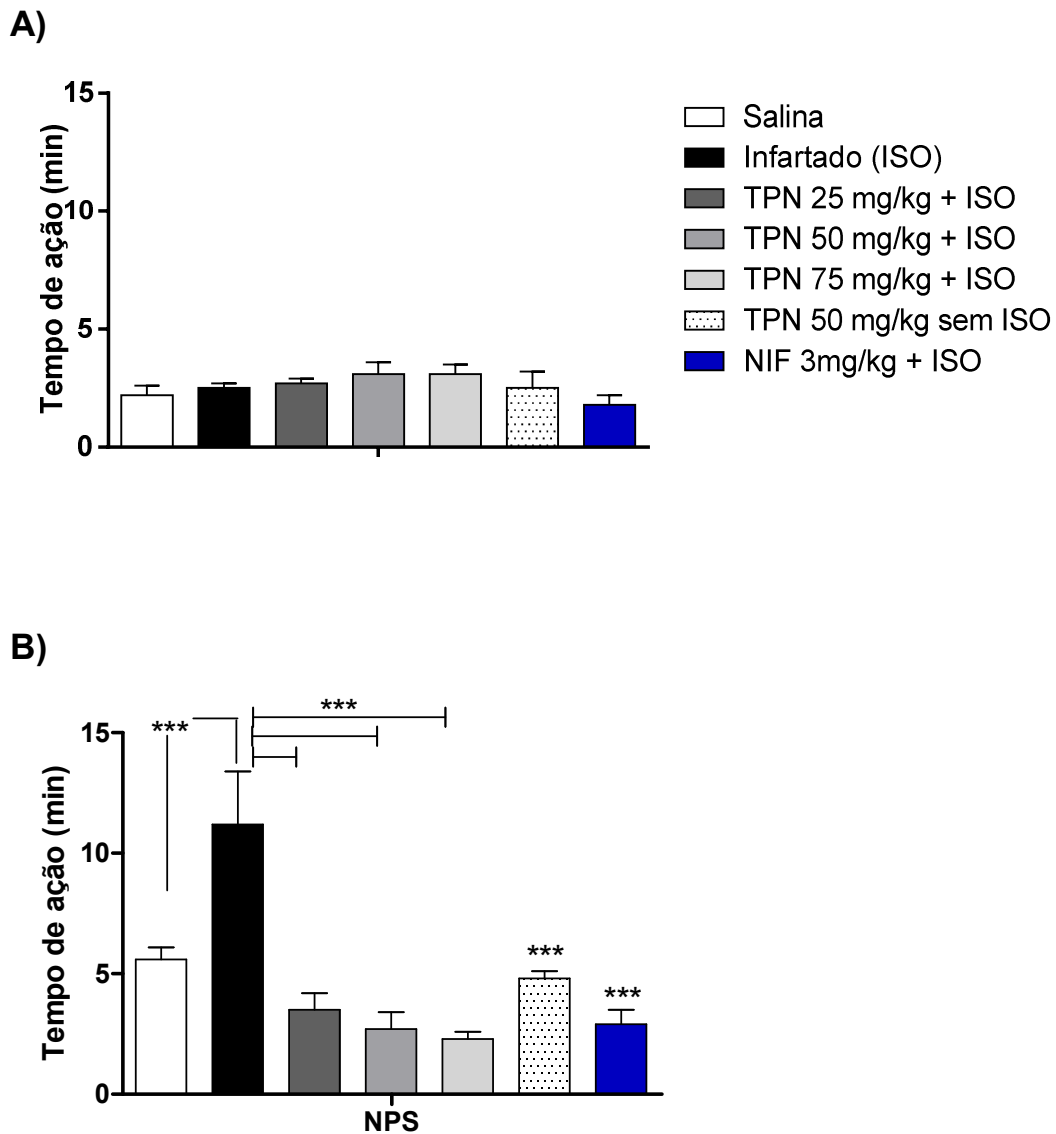 A)
Tempo de ação (min)
15
10
5
0
Salina
Infartado (ISO)
TPN 25 mg/kg + ISO
TPN 50 mg/kg + ISO
TPN 75 mg/kg + ISO
TPN 50 mg/kg sem ISO
NIF 3mg/kg + ISO
B)
Tempo de ação (min)
15
10
5
0
***
***
***
***
NPS